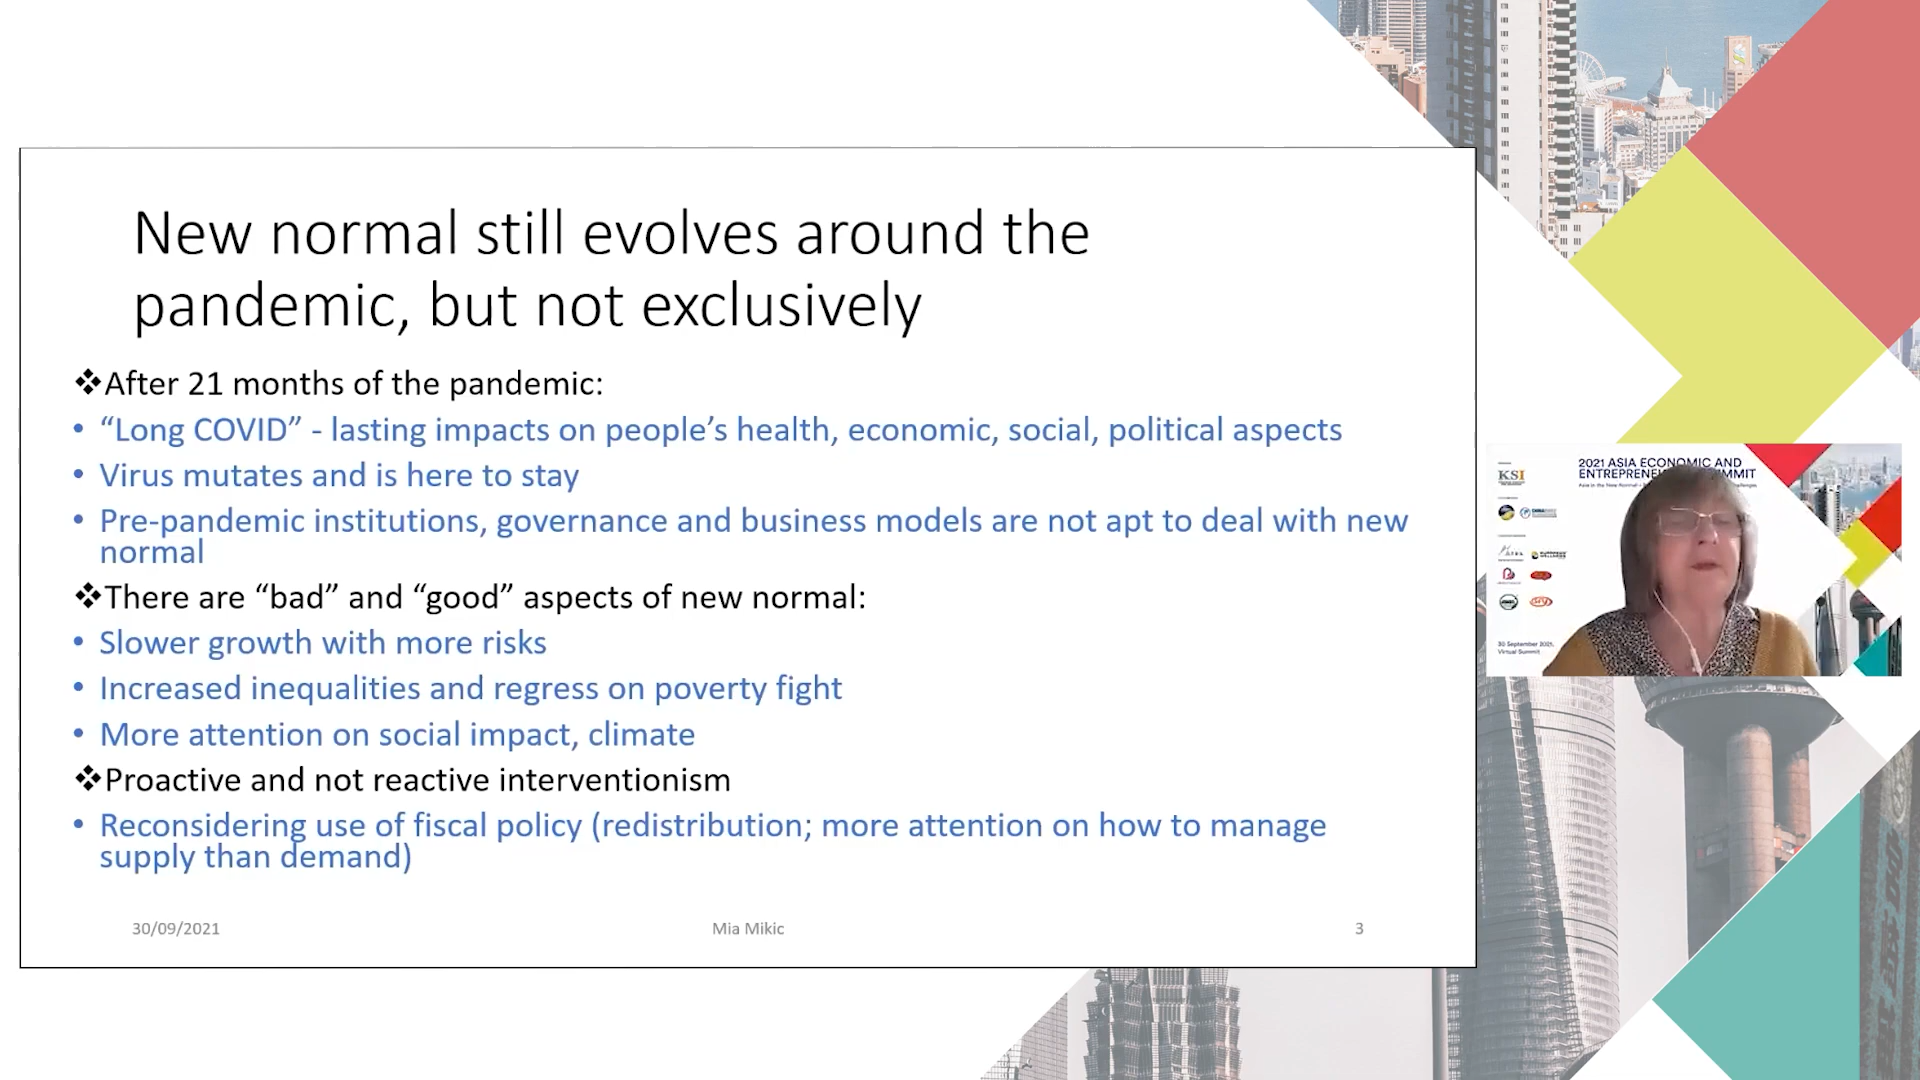 New normal still evolves around the
pandemic, but not exclusively
❖After 21 months of the pandemic:
• “Long COVID” - lasting impacts on people’s health, economic, social, political aspects
• Virus mutates and is here to stay
• Pre-pandemic institutions, governance and business models are not apt to deal with new
normal
❖There are “bad” and “good” aspects of new normal:
• Slower growth with more risks
• Increased inequalities and regress on poverty fight
• More attention on social impact, climate
❖Proactive and not reactive interventionism
• Reconsidering use of fiscal policy (redistribution; more attention on how to manage
supply than demand)
30/09/2021
Mia Mikic
3
2021 ASIA ECONOMIC AND
KSI
30 September 2021,
Virtual Summit